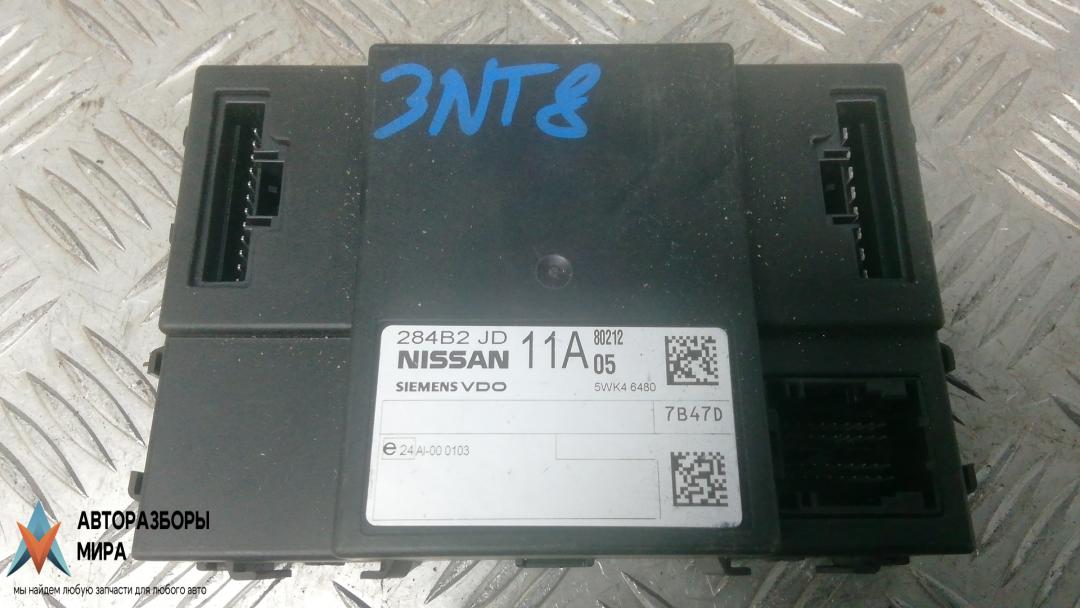 3NT8
284B2 JD 11A 80212
NISSAN 05
SIEMENS VDO 5WK4 6480
7B47D
e 24 AI-00 0103
АВТОРАЗБОРЫ
МИРА
мы найдем любую запчасти для любого авто